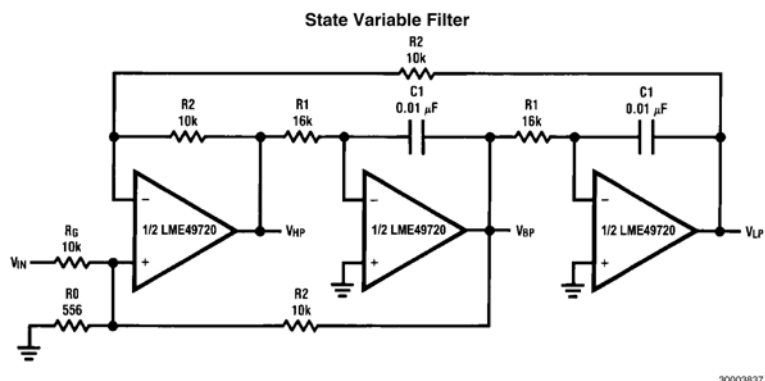 State Variable Filter
R2
10k
C1
0.01 µF
C1
0.01 µF
R2
10k
R1
16k
R1
16k
1/2 LME49720
VHP
1/2 LME49720
VBP
1/2 LME49720
VLP
−
+
−
+
−
+
RG
10k
VIN
R0
556
R2
10k
30003837